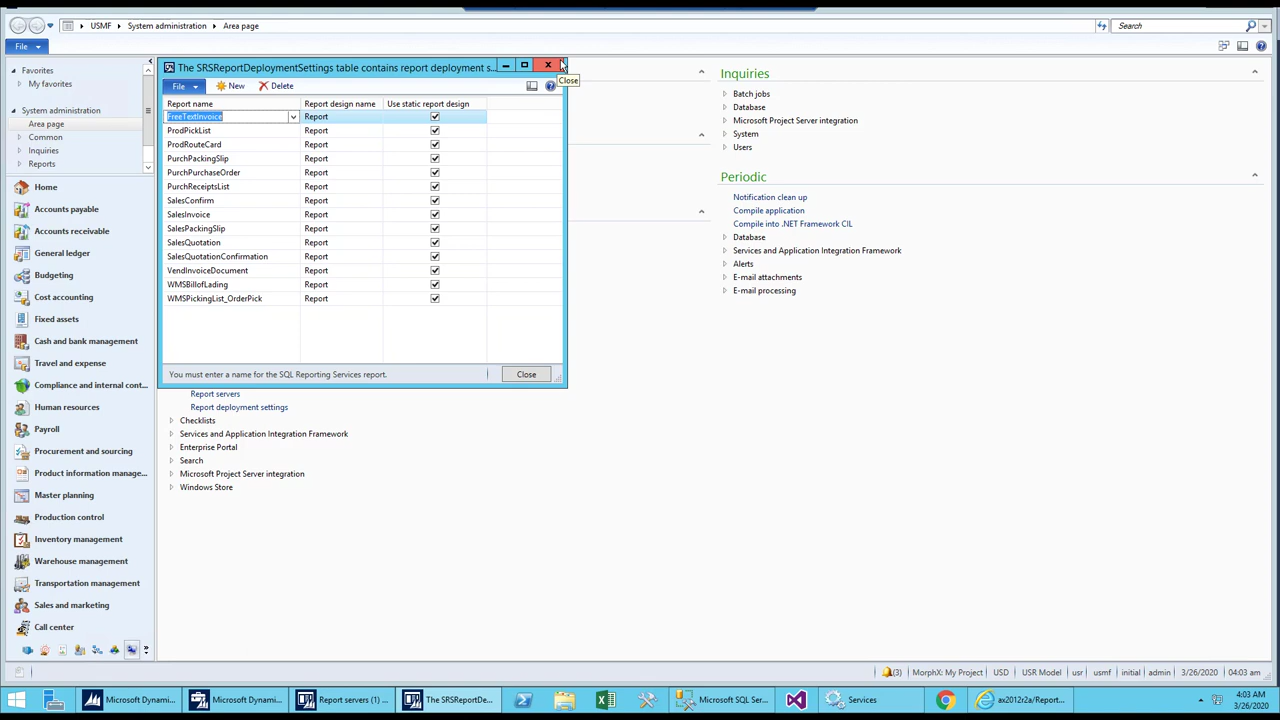 USMF System administration Area page
Search
File
Favorites
My favorites
System administration
Area page
Common
Inquiries
Reports
Home
Accounts payable
Accounts receivable
General ledger
Budgeting
Cost accounting
Fixed assets
Cash and bank management
Travel and expense
Compliance and internal cont...
Human resources
Payroll
Procurement and sourcing
Product information manage...
Master planning
Production control
Inventory management
Warehouse management
Transportation management
Sales and marketing
Call center
The SRSReportDeploymentSettings table contains report deployment s...
Close
File New Delete
Report name Report design name Use static report design
FreeTextInvoice Report
ProdPickList Report
ProdRouteCard Report
PurchPackingSlip Report
PurchPurchaseOrder Report
PurchReceiptsList Report
SalesConfirm Report
SalesInvoice Report
SalesPackingSlip Report
SalesQuotation Report
SalesQuotationConfirmation Report
VendInvoiceDocument Report
WMSBillofLading Report
WMSPickingList_OrderPick Report
You must enter a name for the SQL Reporting Services report.
Close
Report servers
Report deployment settings
Checklists
Services and Application Integration Framework
Enterprise Portal
Search
Microsoft Project Server integration
Windows Store
Inquiries
Batch jobs
Database
Microsoft Project Server integration
System
Users
Periodic
Notification clean up
Compile application
Compile into .NET Framework CIL
Database
Services and Application Integration Framework
Alerts
E-mail attachments
E-mail processing
(3) MorphX: My Project USD USR Model usr usmf initial admin 3/26/2020 04:03 am
Microsoft Dynami... Microsoft Dynami... Report servers (1) ... The SRSReportDe... Microsoft SQL Ser... Services ax2012r2a/Report...
4:03 AM
3/26/2020